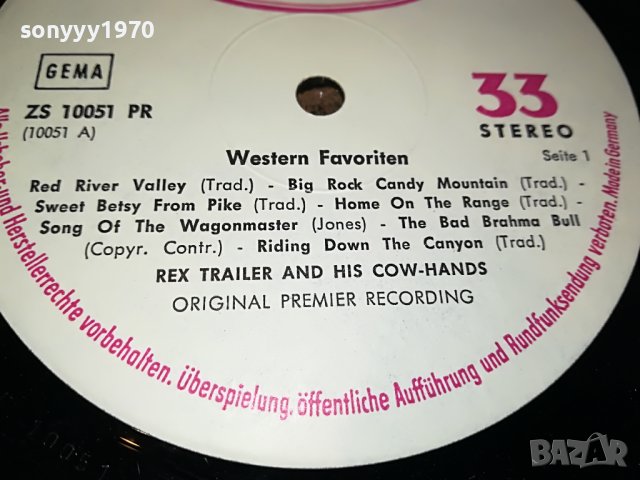 sonyyy1970
GEMA
ZS 10051 PR
(10051 A)
33
STEREO
Western Favoriten
Seite 1
Red River Valley (Trad.) - Big Rock Candy Mountain (Trad.) -
Sweet Betsy From Pike (Trad.) - Home On The Range (Trad.) -
Song Of The Wagonmaster (Jones) - The Bad Brahma Bull
(Copyr. Contr.) - Riding Down The Canyon (Trad.)
REX TRAILER AND HIS COW-HANDS
ORIGINAL PREMIER RECORDING
und Herstellerrechte vorbehalten. Überspielung, öffentliche Aufführung und Rundfunksendung verboten. Made in Germany
BAZAR